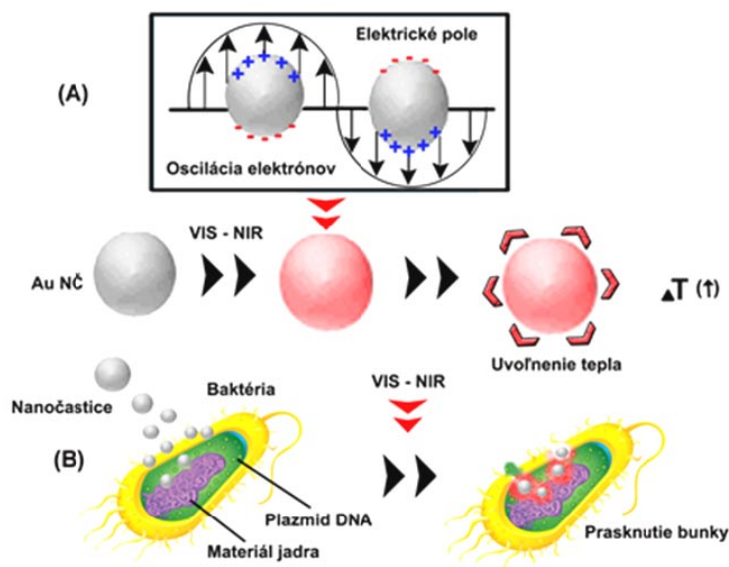 Elektrické pole
(A)
Oscilácia elektrónov
VIS - NIR
Au NČ
▲T (↑)
Uvoľnenie tepla
Baktéria
VIS - NIR
Nanočastice
(B)
Plazmid DNA
Prasknutie bunky
Materiál jadra